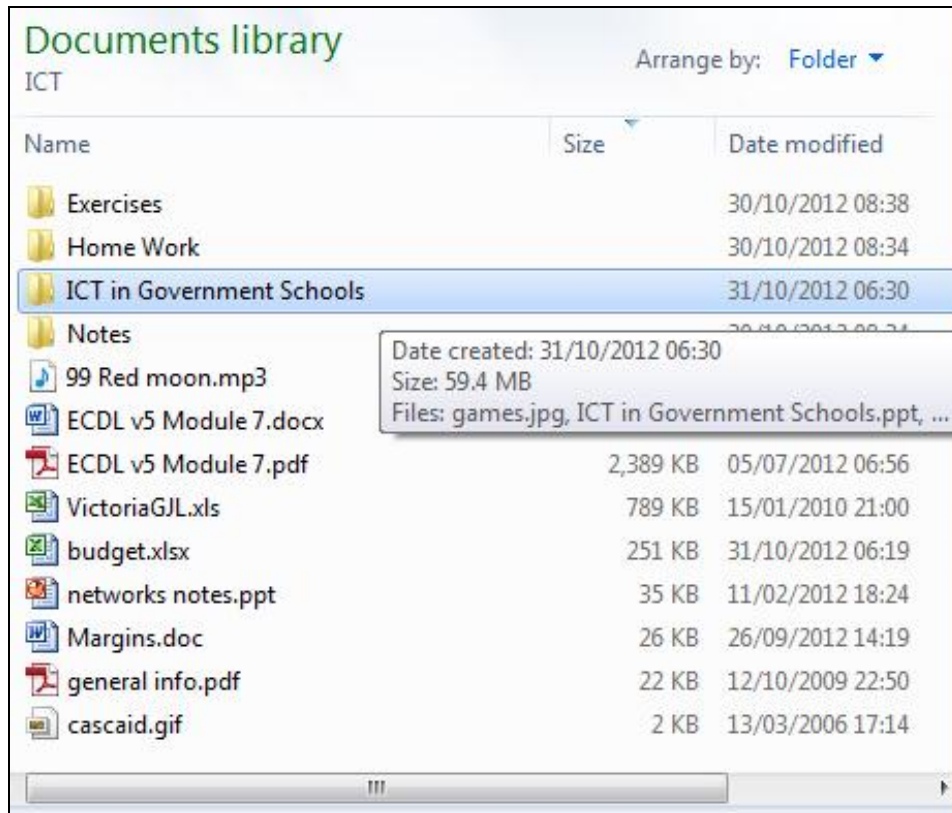 Documents library
ICT
Arrange by: Folder
Name Size Date modified
Exercises 30/10/2012 08:38
Home Work 30/10/2012 08:34
ICT in Government Schools 31/10/2012 06:30
Notes
Date created: 31/10/2012 06:30
99 Red moon.mp3
Size: 59.4 MB
ECDL v5 Module 7.docx
Files: games.jpg, ICT in Government Schools.ppt, ...
ECDL v5 Module 7.pdf 2,389 KB 05/07/2012 06:56
VictoriaGJL.xls 789 KB 15/01/2010 21:00
budget.xlsx 251 KB 31/10/2012 06:19
networks notes.ppt 35 KB 11/02/2012 18:24
Margins.doc 26 KB 26/09/2012 14:19
general info.pdf 22 KB 12/10/2009 22:50
cascaid.gif 2 KB 13/03/2006 17:14